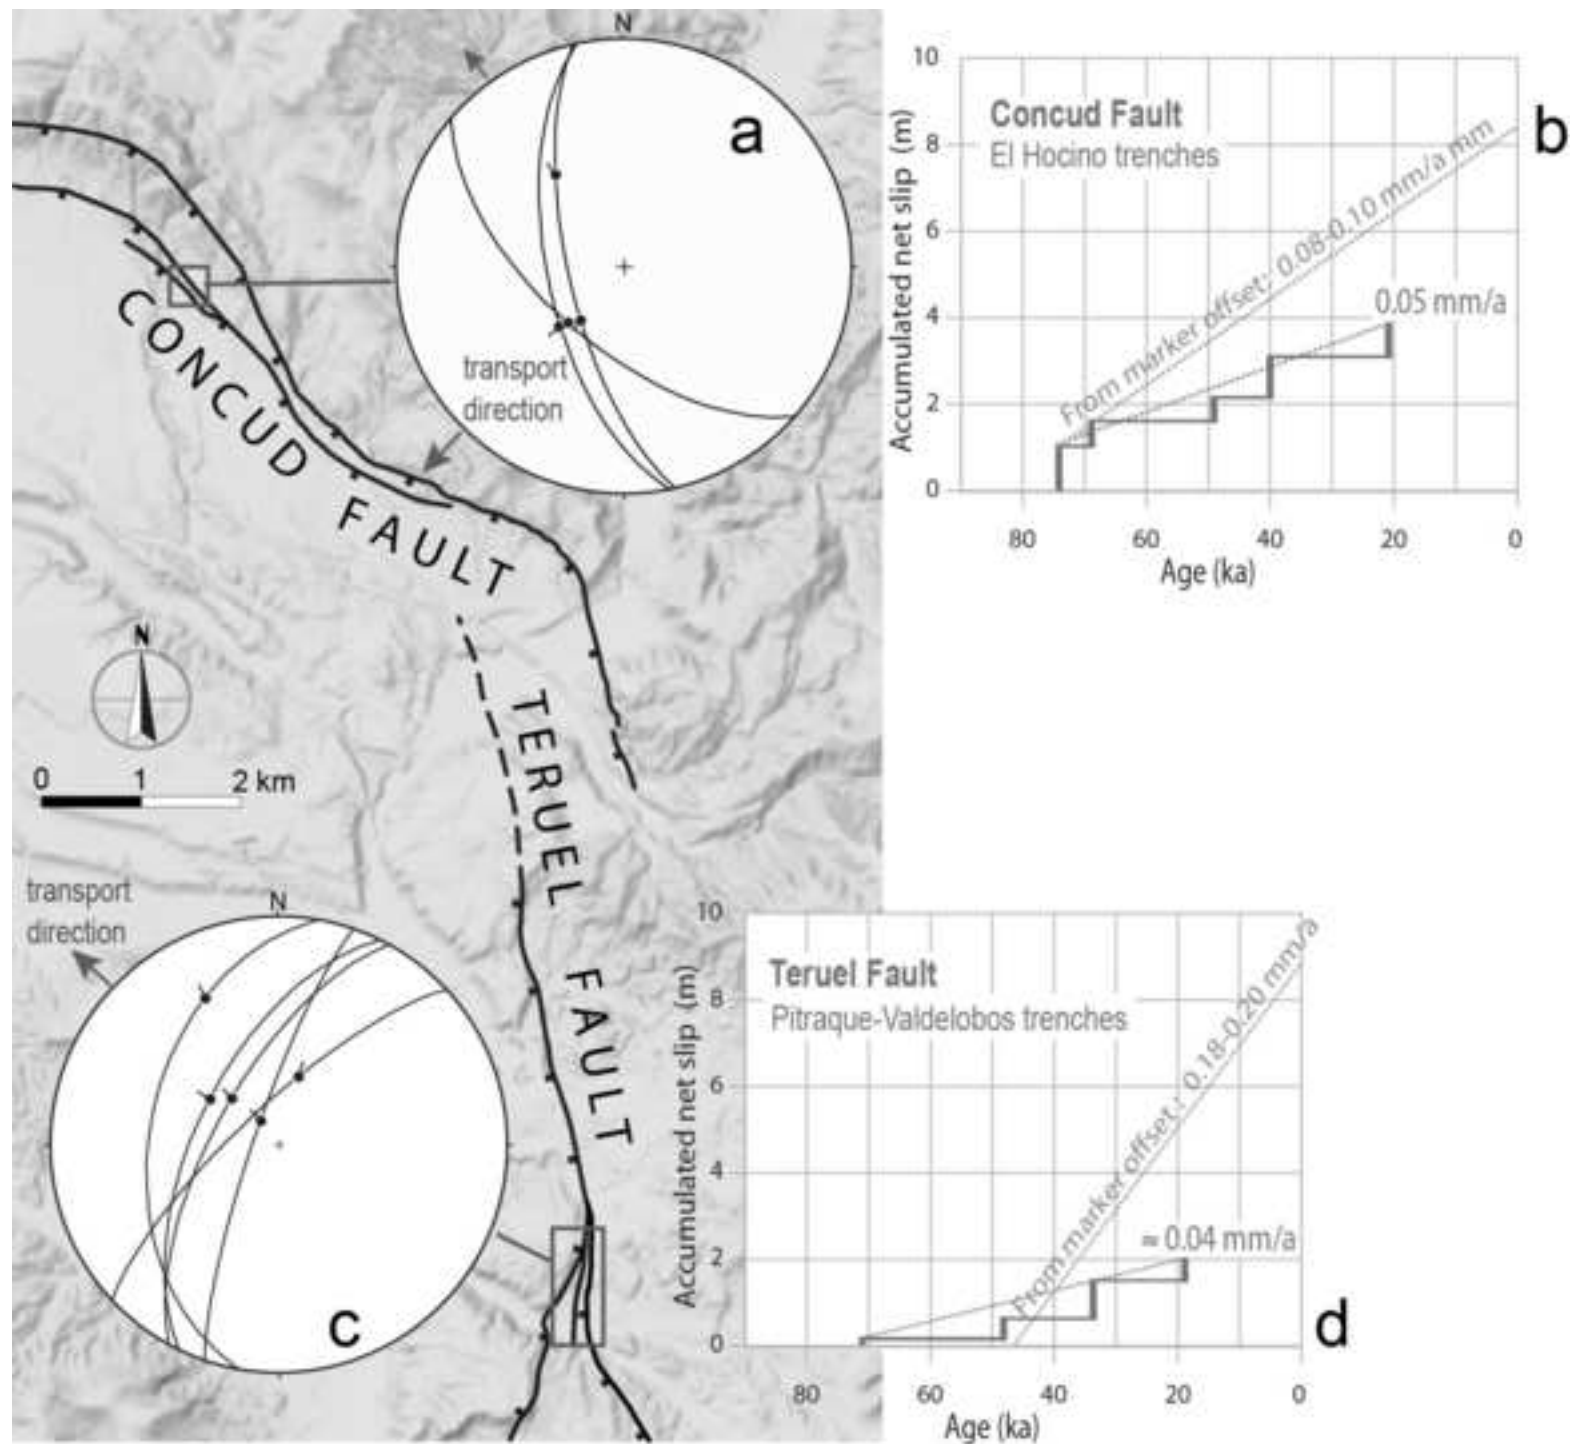 N
a
transport
direction
CONCUD
FAULT
N
0 1 2 km
TERUEL
FAULT
transport
direction
N
c
10
8
6
4
2
0
Accumulated net slip (m)
Concud Fault
El Hocino trenches
From marker offset: 0.08-0.10 mm/a mm
0.05 mm/a
b
80 60 40 20 0
Age (ka)
10
8
6
4
2
0
Accumulated net slip (m)
Teruel Fault
Pitraque-Valdelobos trenches
From marker offset: 0.18-0.20 mm/a
≈ 0.04 mm/a
d
80 60 40 20 0
Age (ka)